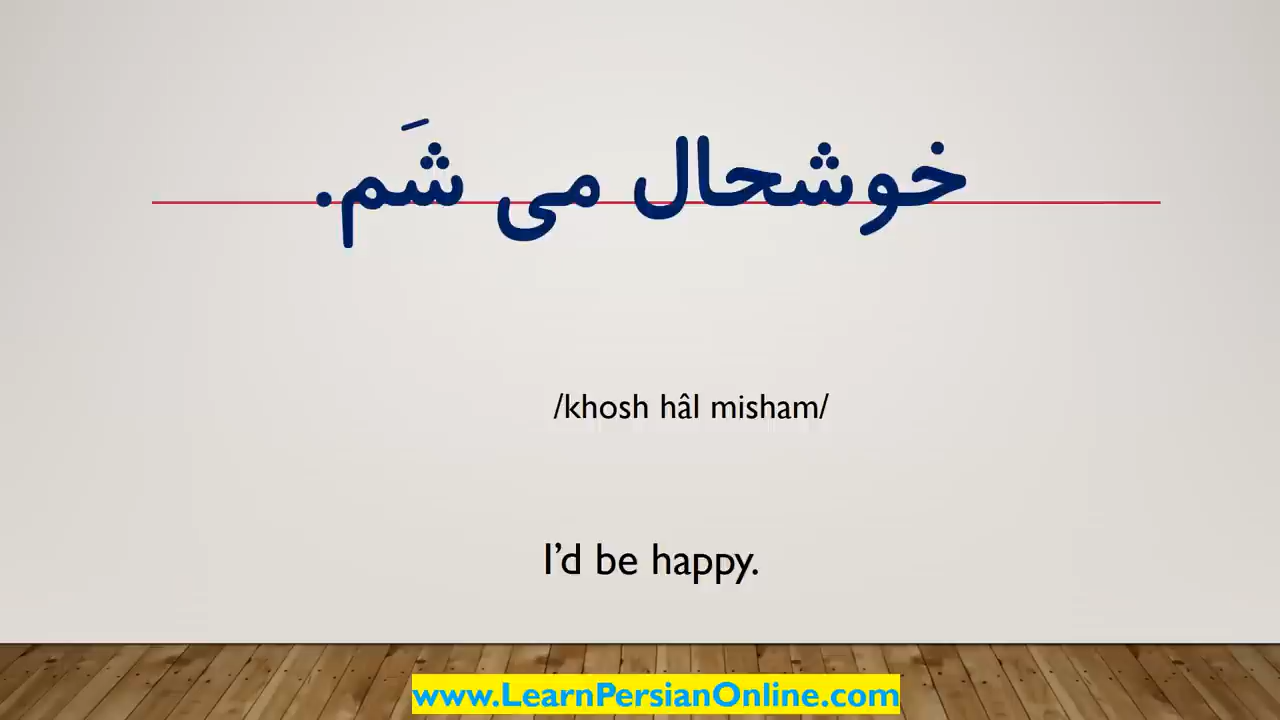 خوشحال می شَم.
/khosh hâl misham/
I'd be happy.
www.LearnPersianOnline.com